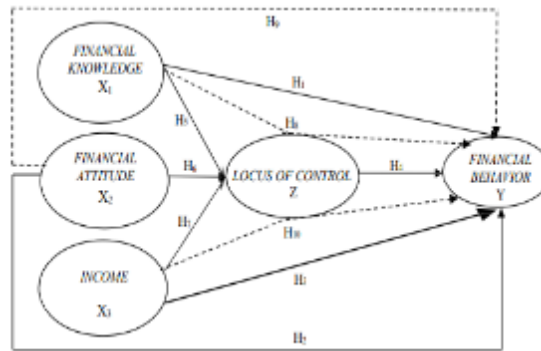 H9
FINANCIAL
KNOWLEDGE
X1
H1
H5
H8
FINANCIAL
ATTITUDE
X2
H6
LOCUS OF CONTROL
Z
H4
FINANCIAL
BEHAVIOR
Y
H7
H10
INCOME
X3
H3
H2